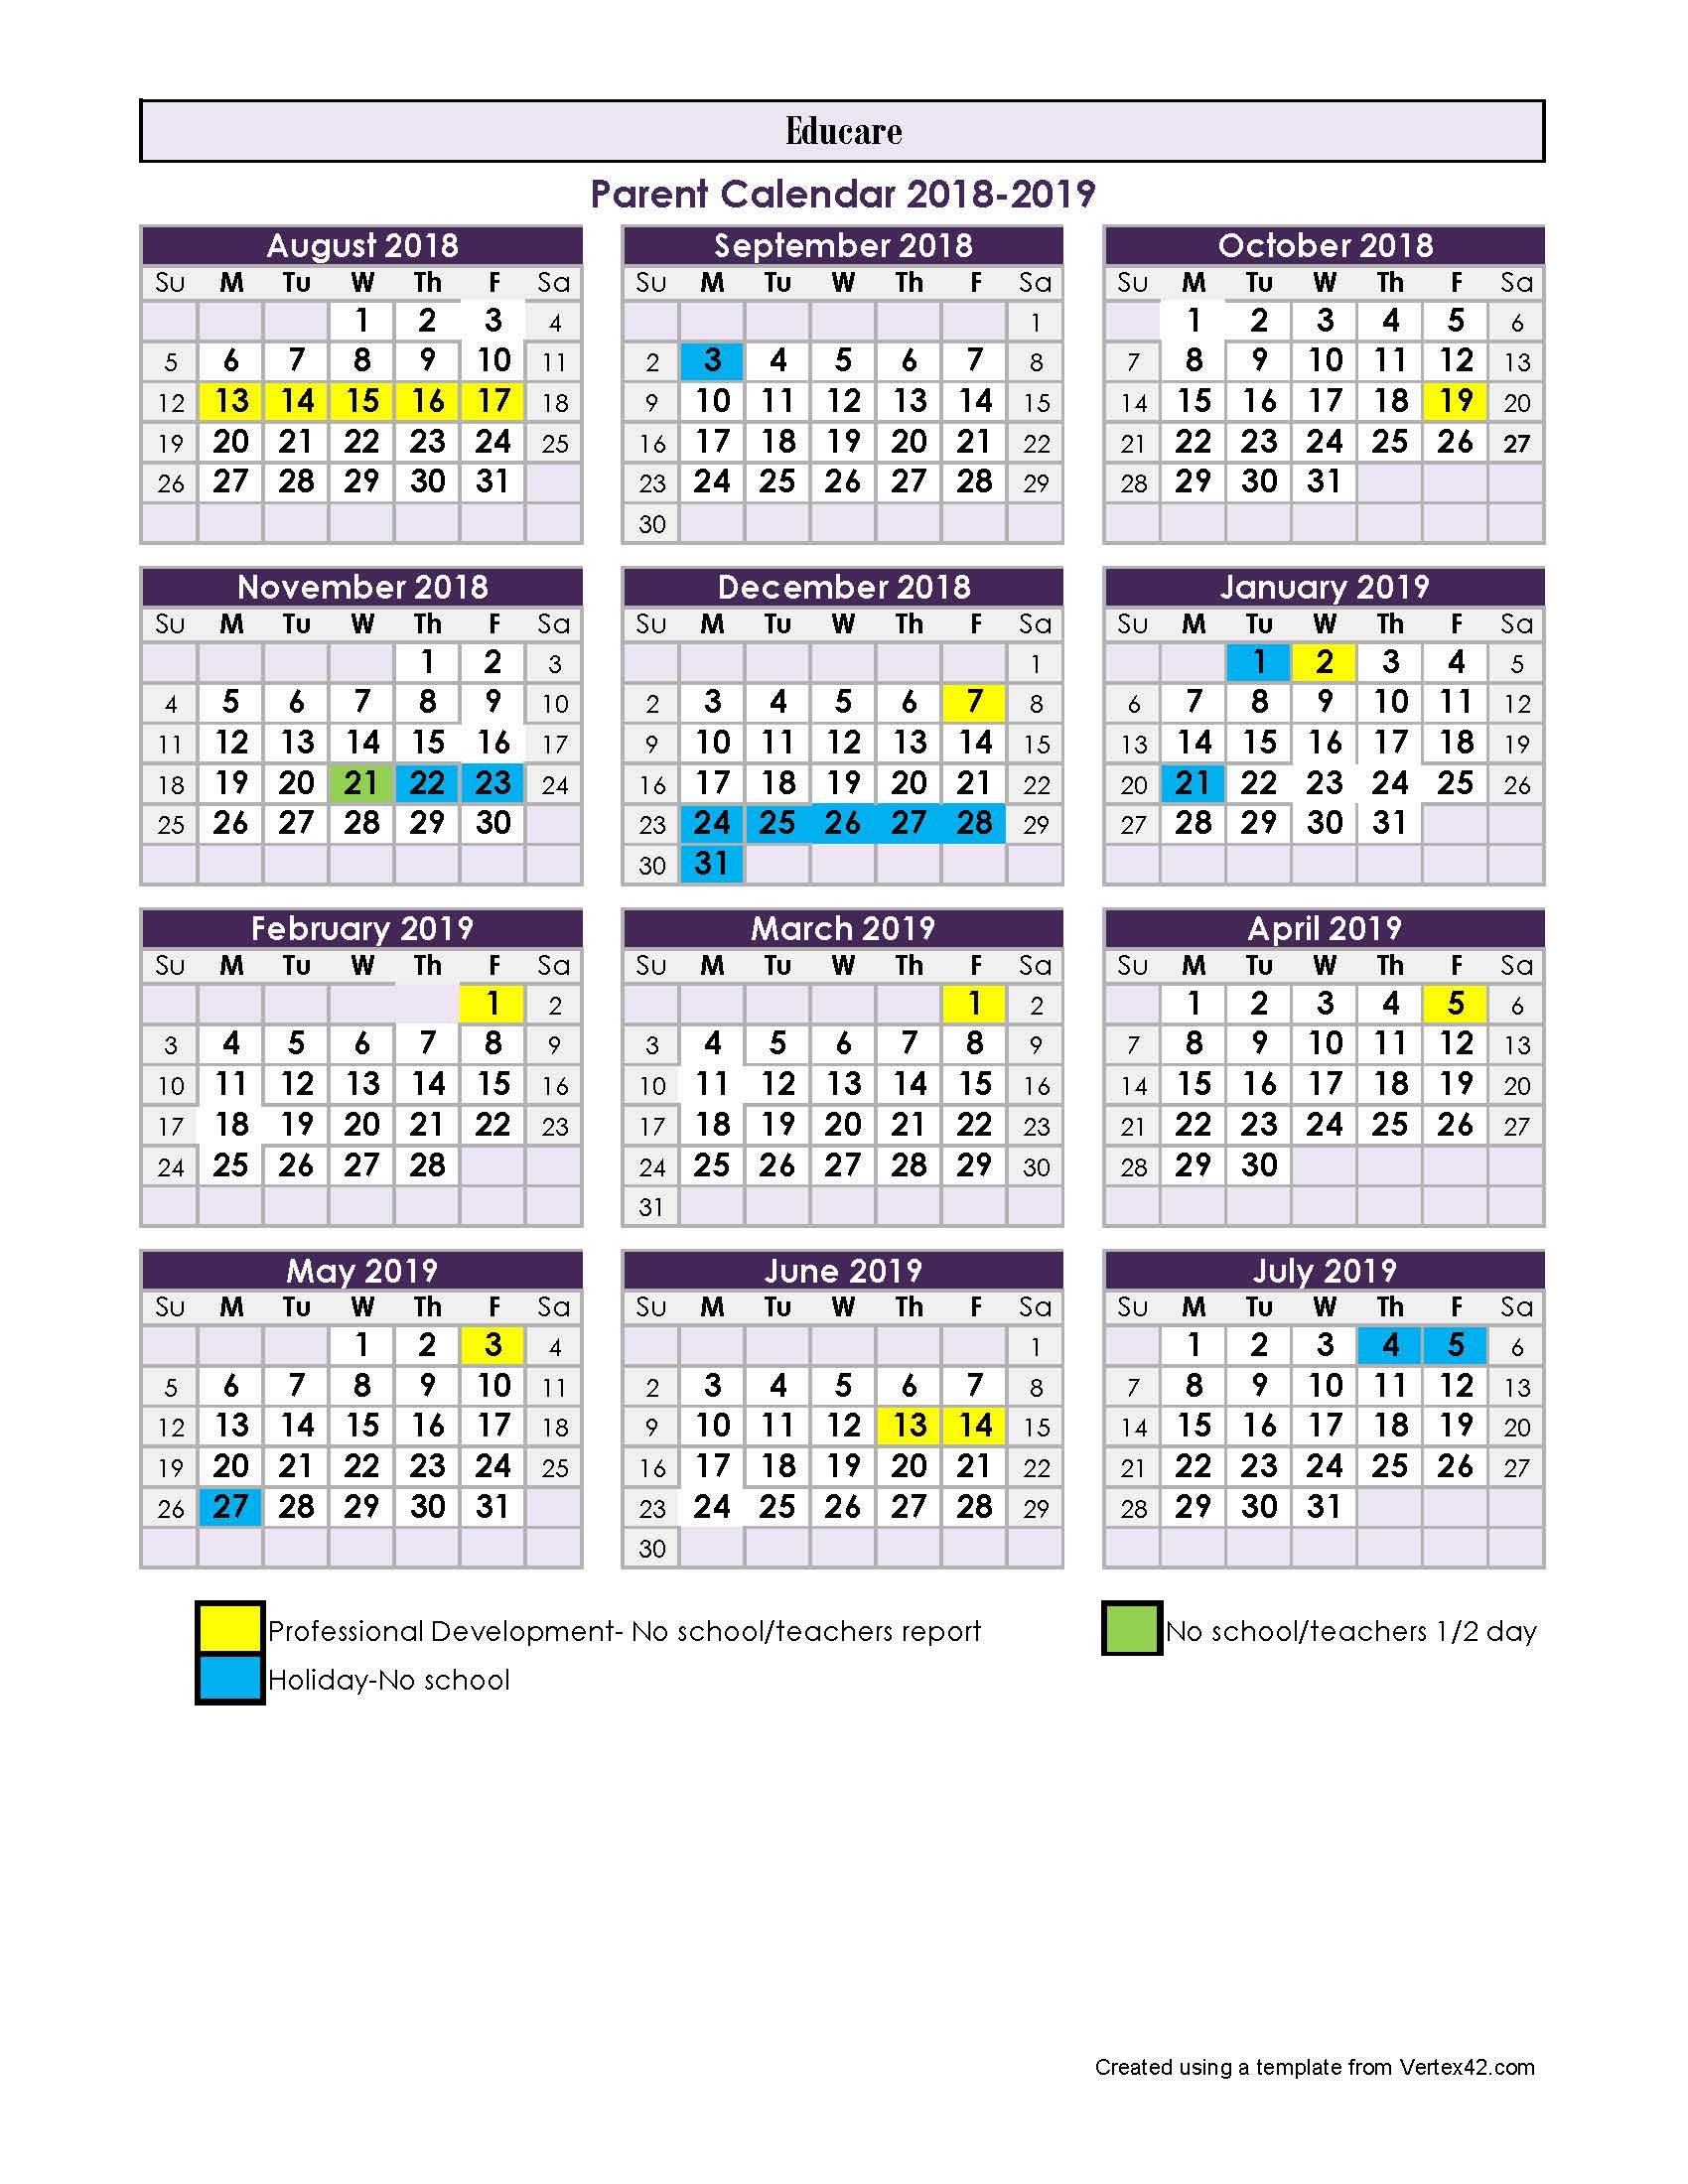 Educare
Parent Calendar 2018-2019
August 2018
Su M Tu W Th F Sa
1 2 3 4
5 6 7 8 9 10 11
12 13 14 15 16 17 18
19 20 21 22 23 24 25
26 27 28 29 30 31
September 2018
Su M Tu W Th F Sa
1
2 3 4 5 6 7 8
9 10 11 12 13 14 15
16 17 18 19 20 21 22
23 24 25 26 27 28 29
30
October 2018
Su M Tu W Th F Sa
1 2 3 4 5 6
7 8 9 10 11 12 13
14 15 16 17 18 19 20
21 22 23 24 25 26 27
28 29 30 31
November 2018
Su M Tu W Th F Sa
1 2 3
4 5 6 7 8 9 10
11 12 13 14 15 16 17
18 19 20 21 22 23 24
25 26 27 28 29 30
December 2018
Su M Tu W Th F Sa
1
2 3 4 5 6 7 8
9 10 11 12 13 14 15
16 17 18 19 20 21 22
23 24 25 26 27 28 29
30 31
January 2019
Su M Tu W Th F Sa
1 2 3 4 5
6 7 8 9 10 11 12
13 14 15 16 17 18 19
20 21 22 23 24 25 26
27 28 29 30 31
February 2019
Su M Tu W Th F Sa
1 2
3 4 5 6 7 8 9
10 11 12 13 14 15 16
17 18 19 20 21 22 23
24 25 26 27 28
March 2019
Su M Tu W Th F Sa
1 2
3 4 5 6 7 8 9
10 11 12 13 14 15 16
17 18 19 20 21 22 23
24 25 26 27 28 29 30
31
April 2019
Su M Tu W Th F Sa
1 2 3 4 5 6
7 8 9 10 11 12 13
14 15 16 17 18 19 20
21 22 23 24 25 26 27
28 29 30
May 2019
Su M Tu W Th F Sa
1 2 3 4
5 6 7 8 9 10 11
12 13 14 15 16 17 18
19 20 21 22 23 24 25
26 27 28 29 30 31
June 2019
Su M Tu W Th F Sa
1
2 3 4 5 6 7 8
9 10 11 12 13 14 15
16 17 18 19 20 21 22
23 24 25 26 27 28 29
30
July 2019
Su M Tu W Th F Sa
1 2 3 4 5 6
7 8 9 10 11 12 13
14 15 16 17 18 19 20
21 22 23 24 25 26 27
28 29 30 31
Professional Development- No school/teachers report
No school/teachers 1/2 day
Holiday-No school
Created using a template from Vertex42.com